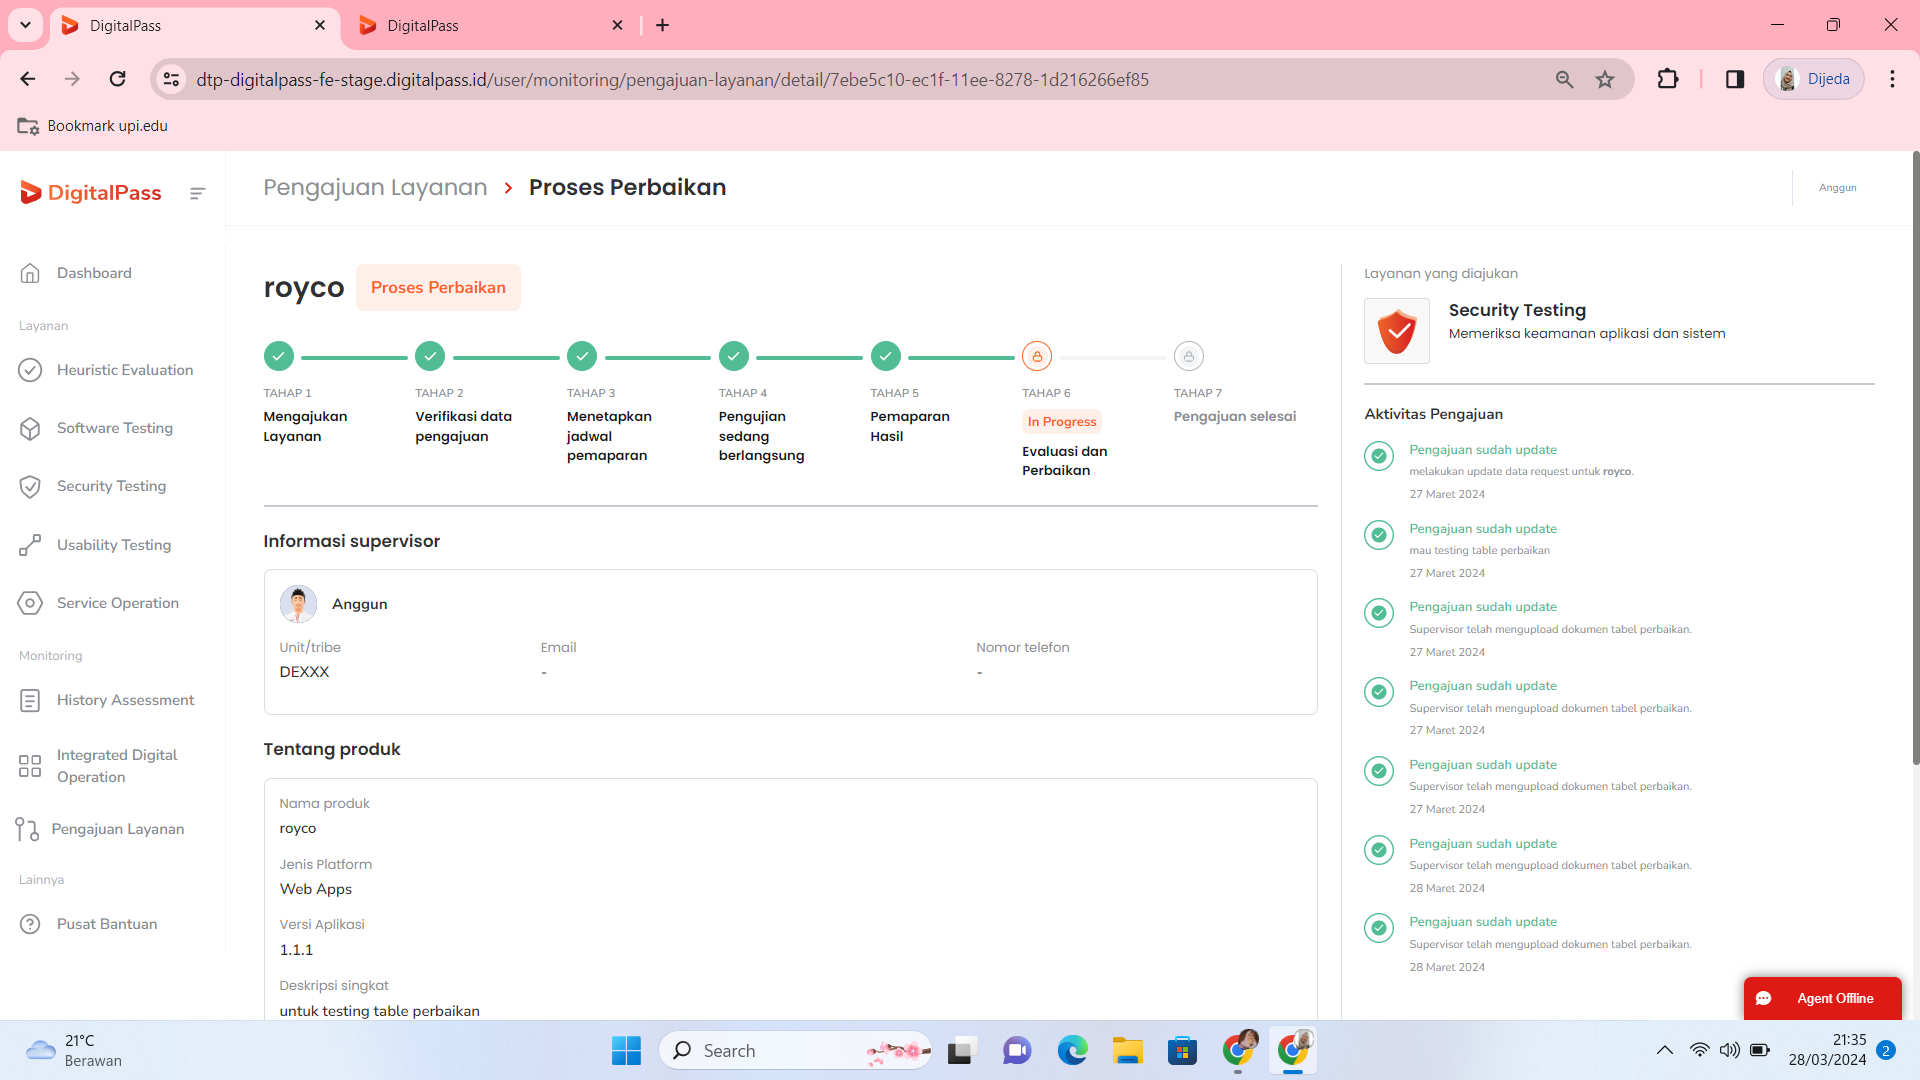 DigitalPass
DigitalPass
dtp-digitalpass-fe-stage.digitalpass.id/user/monitoring/pengajuan-layanan/detail/7ebe5c10-ec1f-11ee-8278-1d216266ef85
Dijeda
Bookmark upi.edu
DigitalPass
Pengajuan Layanan > Proses Perbaikan
Anggun
Dashboard
Layanan
Heuristic Evaluation
Software Testing
Security Testing
Usability Testing
Service Operation
Monitoring
History Assessment
Integrated Digital
Operation
Pengajuan Layanan
Lainnya
Pusat Bantuan
royco
Proses Perbaikan
TAHAP 1
Mengajukan
Layanan
TAHAP 2
Verifikasi data
pengajuan
TAHAP 3
Menetapkan
jadwal
pemaparan
TAHAP 4
Pengujian
sedang
berlangsung
TAHAP 5
Pemaparan
Hasil
TAHAP 6
In Progress
Evaluasi dan
Perbaikan
TAHAP 7
Pengajuan selesai
Informasi supervisor
Anggun
Unit/tribe
DEXXX
Email
-
Nomor telefon
-
Tentang produk
Nama produk
royco
Jenis Platform
Web Apps
Versi Aplikasi
1.1.1
Deskripsi singkat
untuk testing table perbaikan
Layanan yang diajukan
Security Testing
Memeriksa keamanan aplikasi dan sistem
Aktivitas Pengajuan
Pengajuan sudah update
melakukan update data request untuk royco.
27 Maret 2024
Pengajuan sudah update
mau testing table perbaikan
27 Maret 2024
Pengajuan sudah update
Supervisor telah mengupload dokumen tabel perbaikan.
27 Maret 2024
Pengajuan sudah update
Supervisor telah mengupload dokumen tabel perbaikan.
27 Maret 2024
Pengajuan sudah update
Supervisor telah mengupload dokumen tabel perbaikan.
27 Maret 2024
Pengajuan sudah update
Supervisor telah mengupload dokumen tabel perbaikan.
28 Maret 2024
Pengajuan sudah update
Supervisor telah mengupload dokumen tabel perbaikan.
28 Maret 2024
Agent Offline
21°C
Berawan
Search
21:35
28/03/2024
2